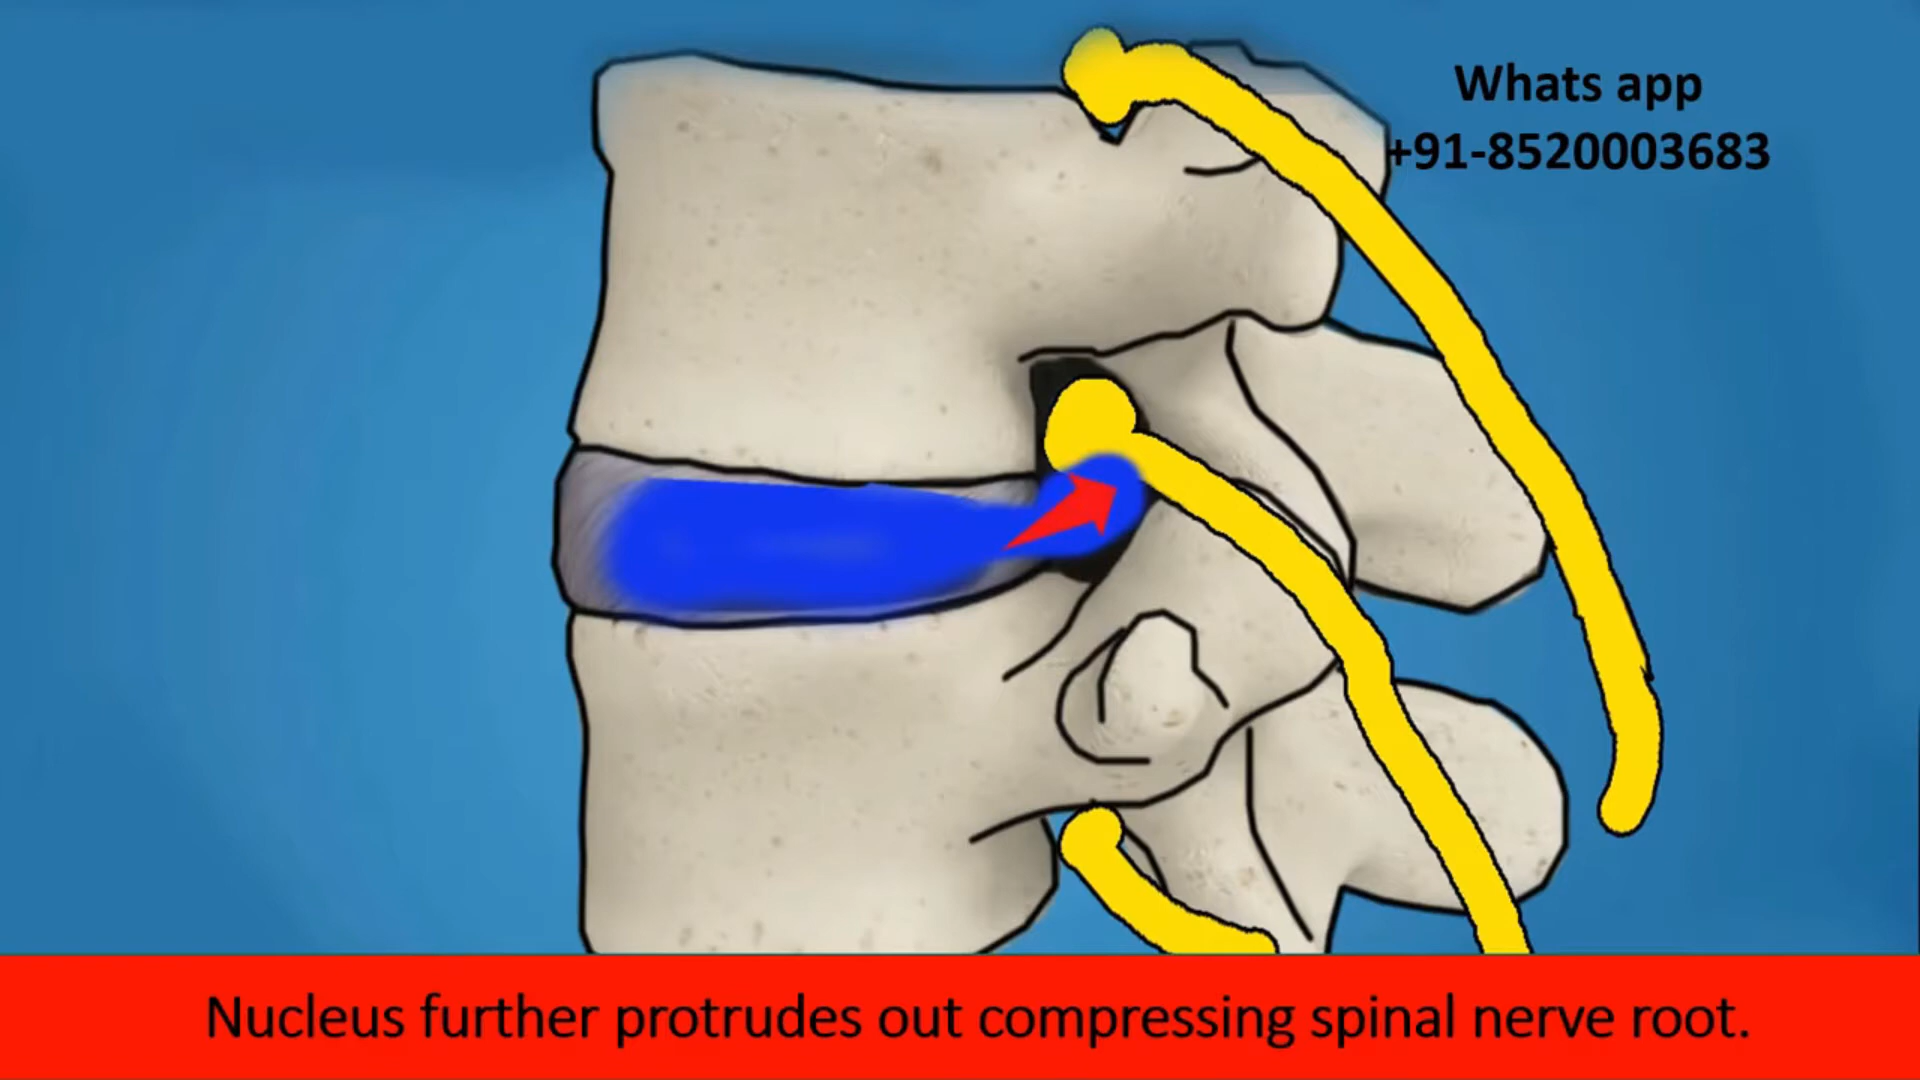 Whats app
+91-8520003683
Nucleus further protrudes out compressing spinal nerve root.